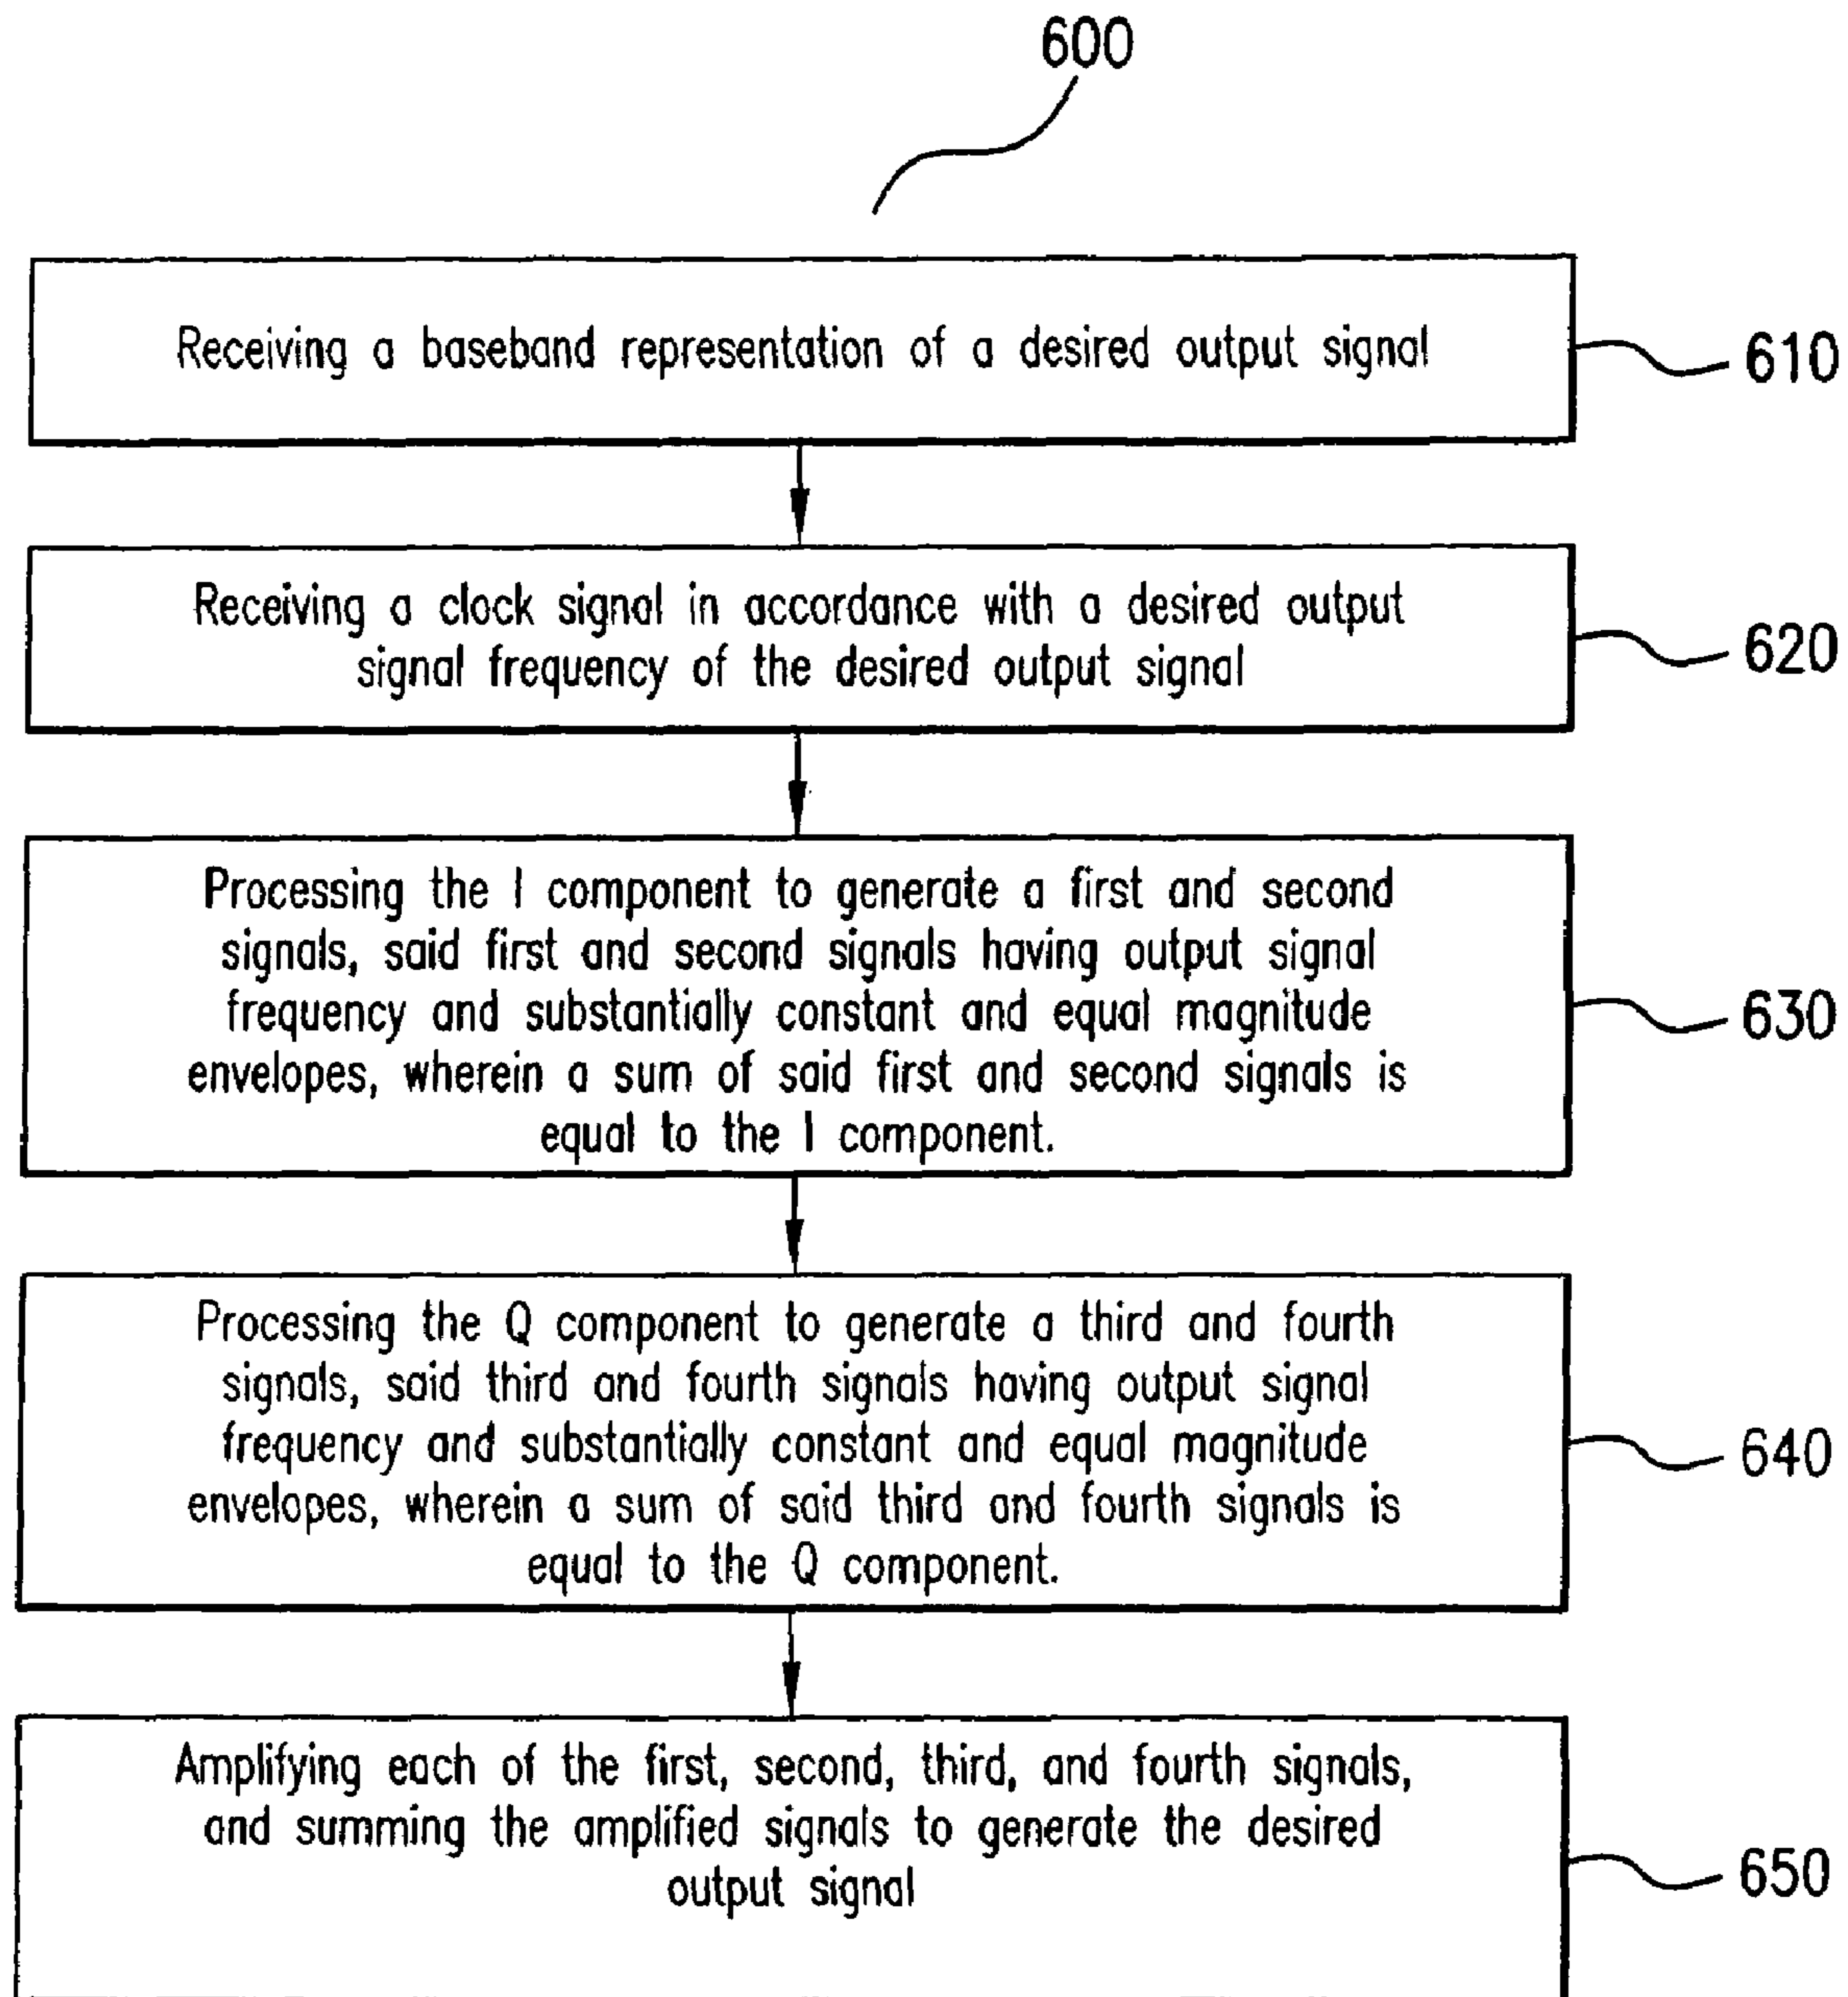 600
Receiving a baseband representation of a desired output signal
610
Receiving a clock signal in accordance with a desired output
signal frequency of the desired output signal
620
Processing the I component to generate a first and second
signals, said first and second signals having output signal
frequency and substantially constant and equal magnitude
envelopes, wherein a sum of said first and second signals is
equal to the I component.
630
Processing the Q component to generate a third and fourth
signals, said third and fourth signals having output signal
frequency and substantially constant and equal magnitude
envelopes, wherein a sum of said third and fourth signals is
equal to the Q component.
640
Amplifying each of the first, second, third, and fourth signals,
and summing the amplified signals to generate the desired
output signal
650